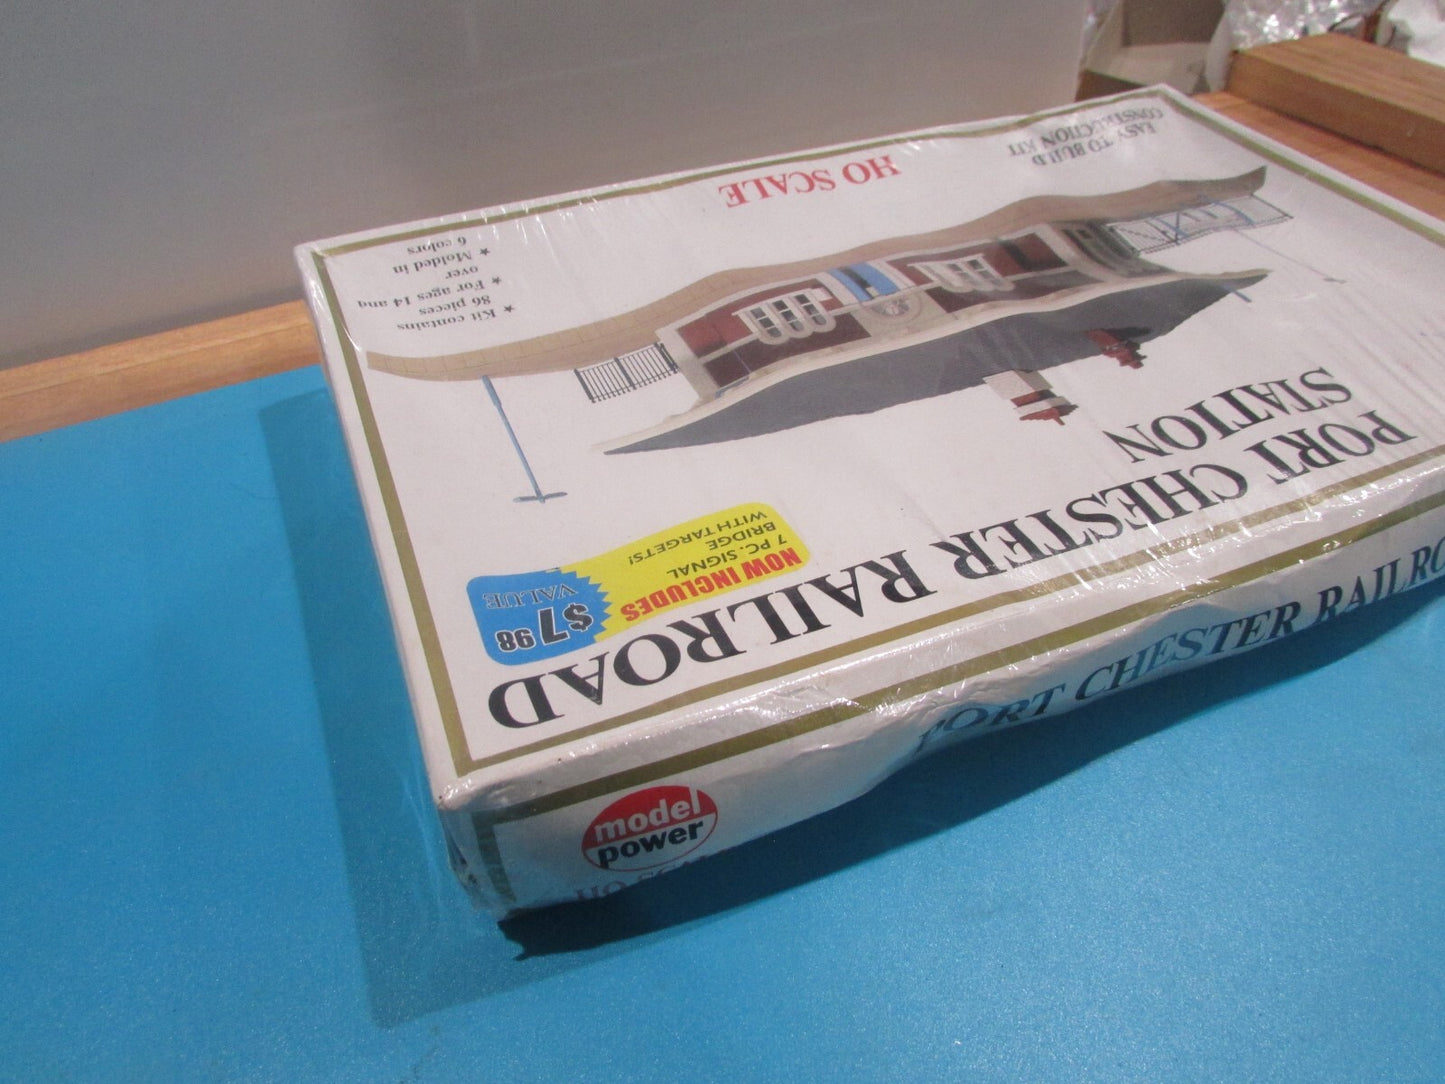 PORT CHESTER RAILROAD
STATION
NOW INCLUDES
7 PC. SIGNAL
BRIDGE
WITH TARGETS!
$7.98
VALUE
★ Kit contains
86 pieces
★ For ages 14 and
over
★ Molded in
6 colors
HO SCALE
EASY TO BUILD
CONSTRUCTION KIT
model
power
PORT CHESTER
HO